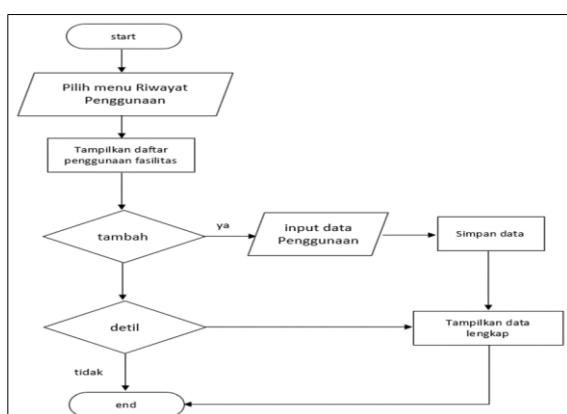 start
Pilih menu Riwayat
Penggunaan
Tampilkan daftar
penggunaan fasilitas
tambah
ya
input data
Penggunaan
Simpan data
detil
Tampilkan data
lengkap
tidak
end